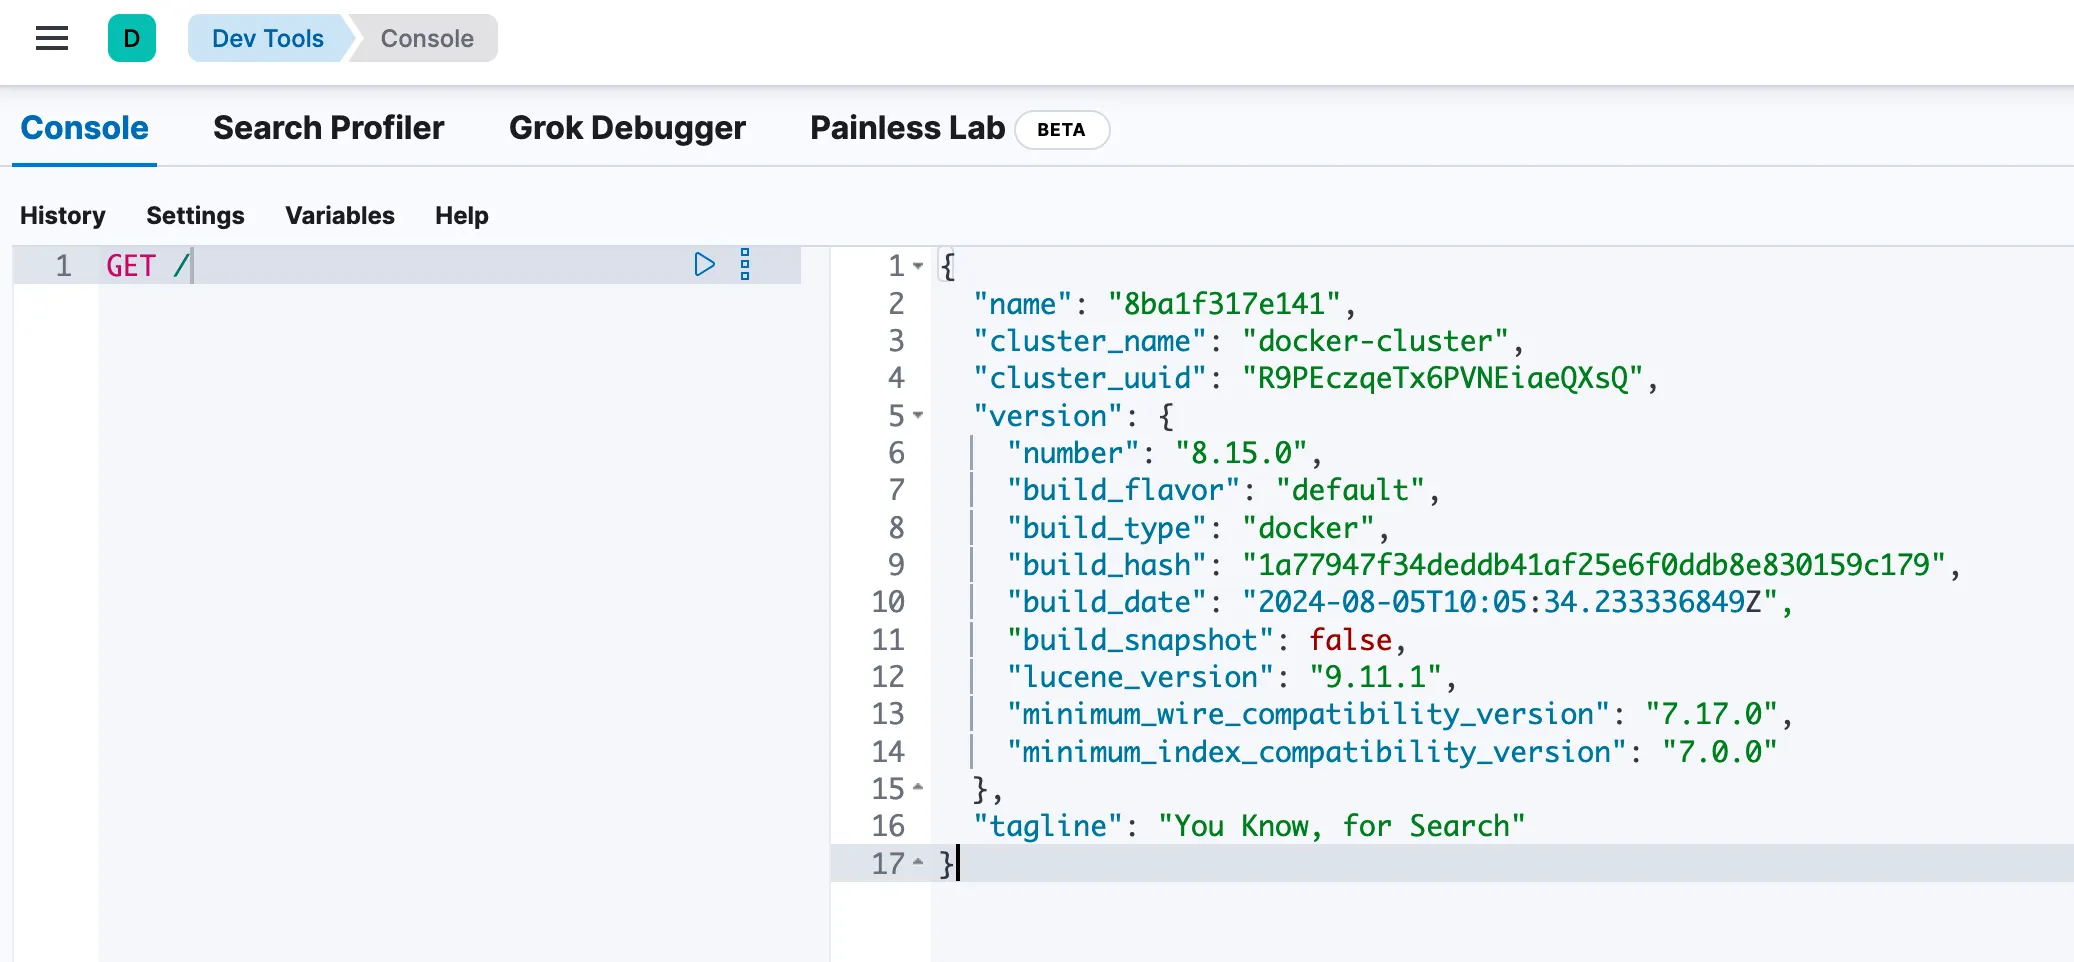 D Dev Tools Console
Console Search Profiler Grok Debugger Painless Lab BETA
History Settings Variables Help
1 GET /
1 {
2 "name": "8ba1f317e141",
3 "cluster_name": "docker-cluster",
4 "cluster_uuid": "R9PEczqeTx6PVNEiaeQXsQ",
5 "version": {
6 "number": "8.15.0",
7 "build_flavor": "default",
8 "build_type": "docker",
9 "build_hash": "1a77947f34deddb41af25e6f0ddb8e830159c179",
10 "build_date": "2024-08-05T10:05:34.233336849Z",
11 "build_snapshot": false,
12 "lucene_version": "9.11.1",
13 "minimum_wire_compatibility_version": "7.17.0",
14 "minimum_index_compatibility_version": "7.0.0"
15 },
16 "tagline": "You Know, for Search"
17 }